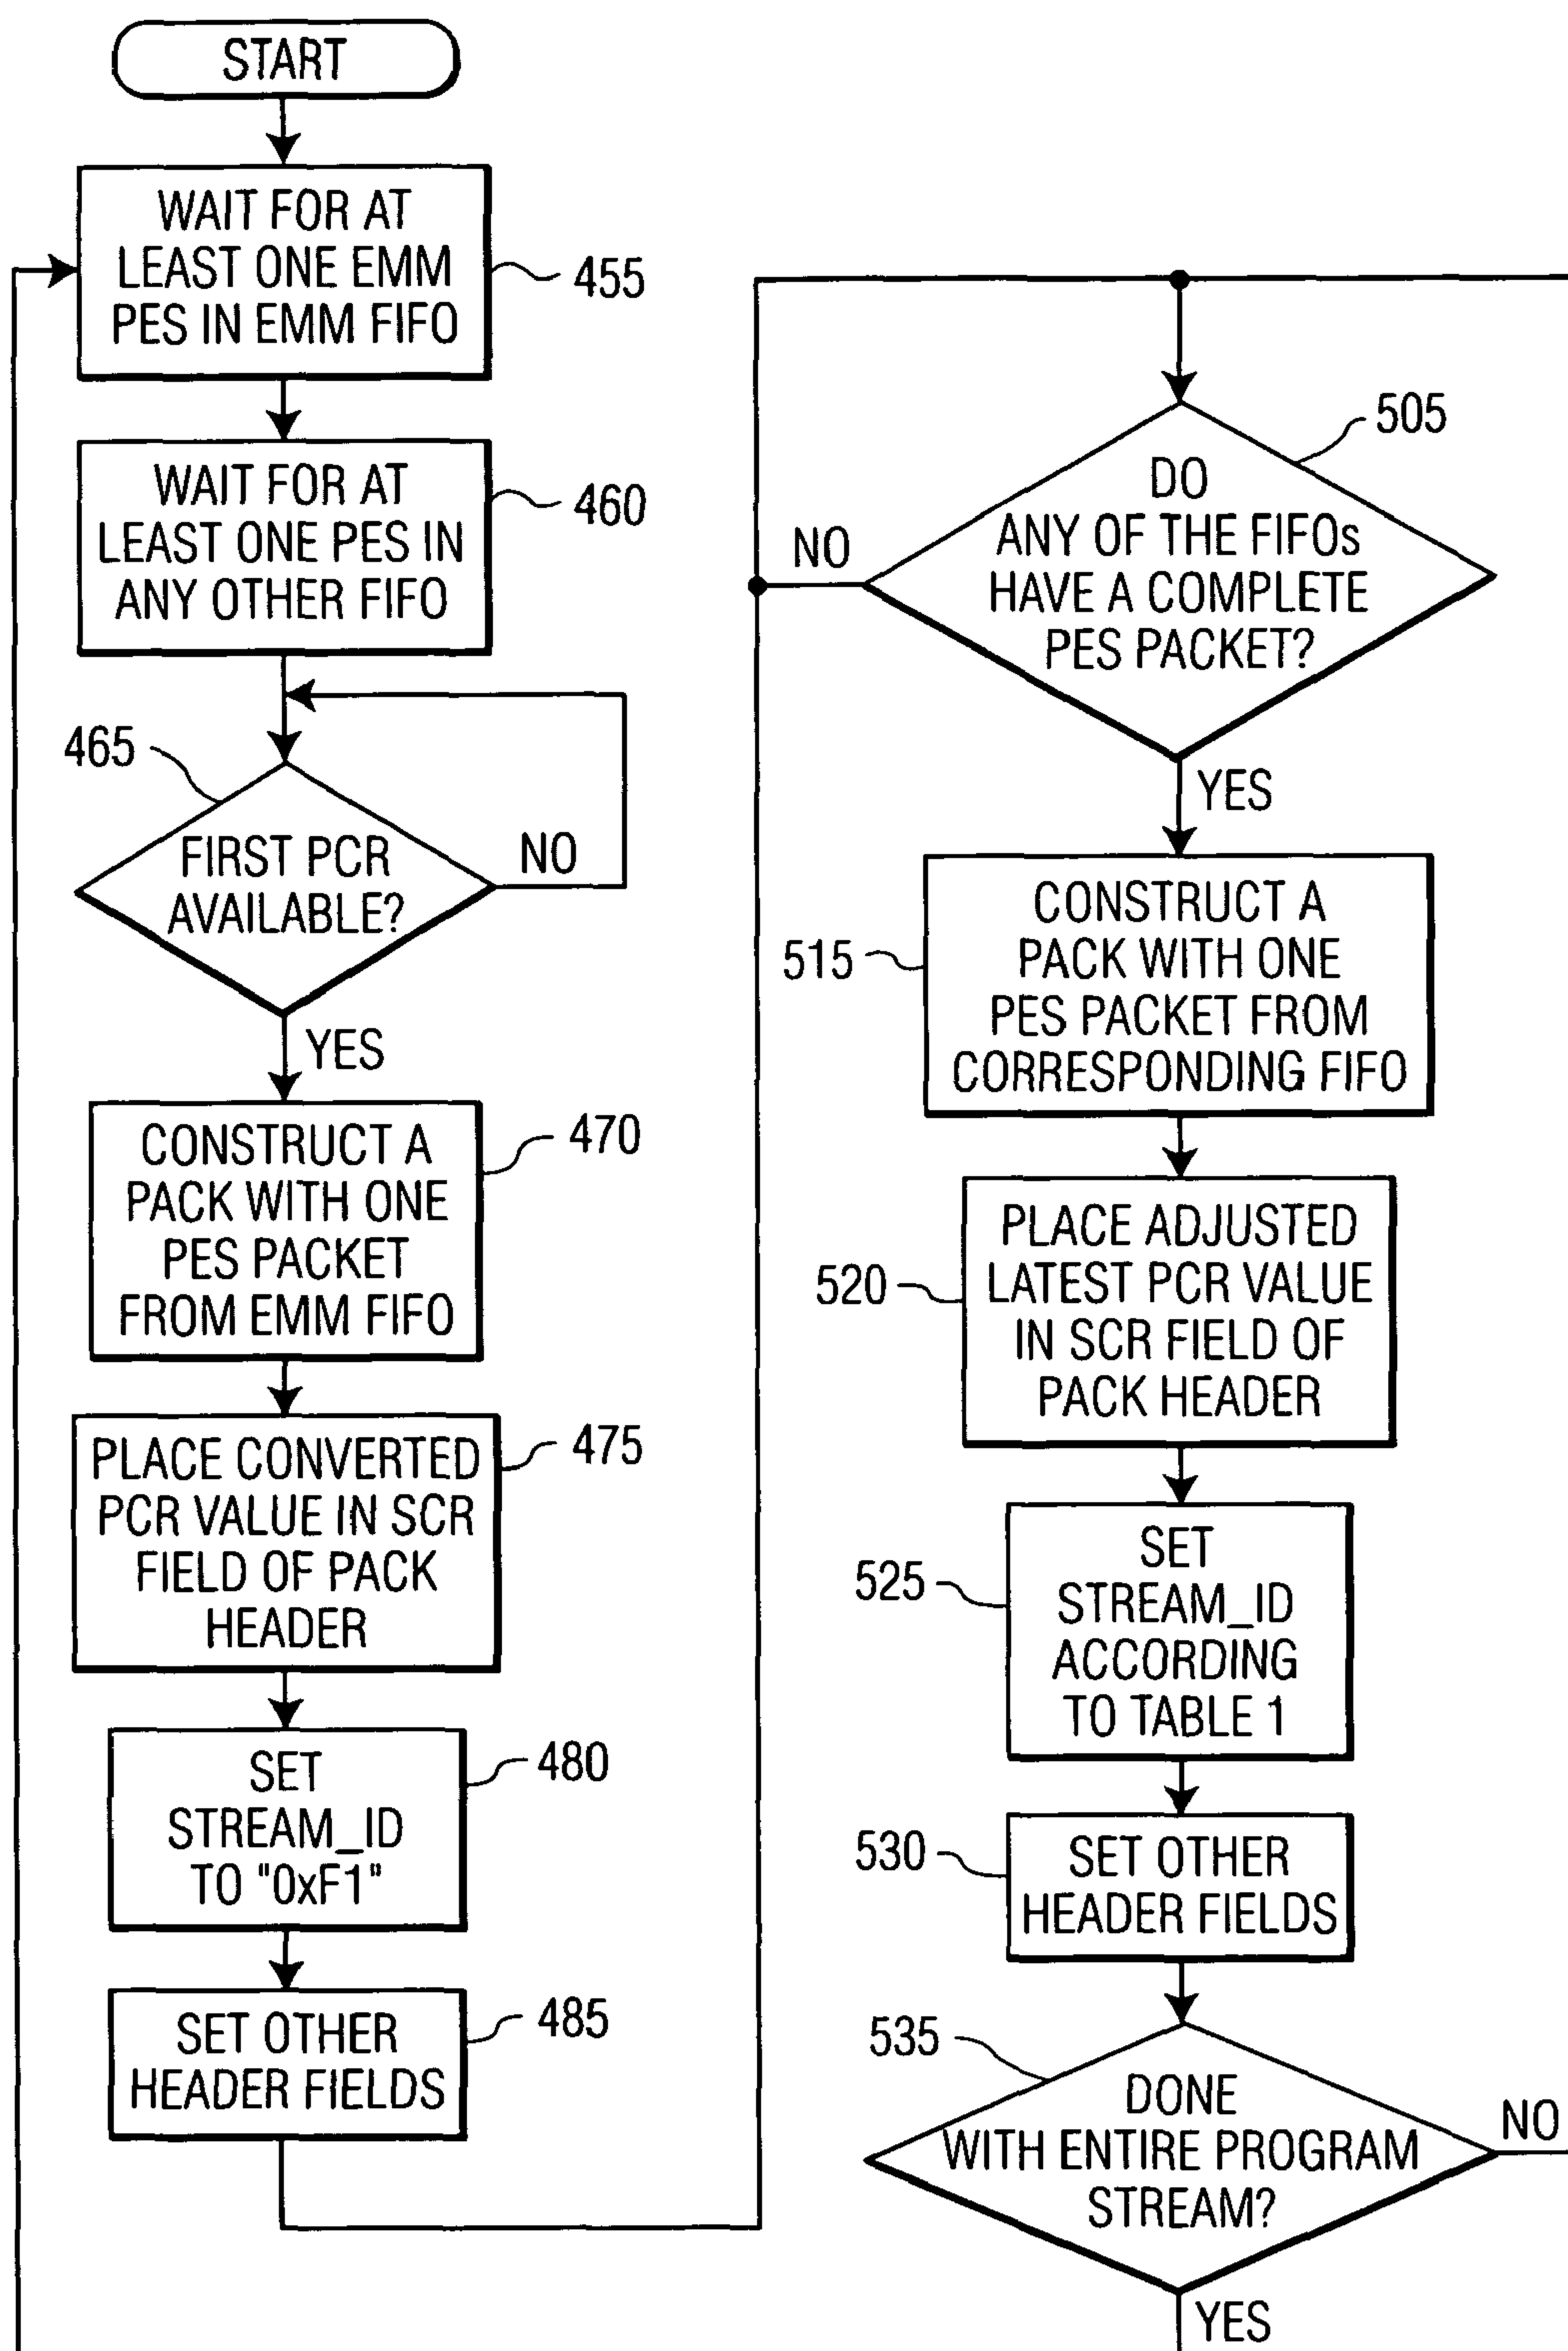 START
WAIT FOR AT
LEAST ONE EMM
PES IN EMM FIFO
455
WAIT FOR AT
LEAST ONE PES IN
ANY OTHER FIFO
460
465
FIRST PCR
AVAILABLE?
NO
YES
CONSTRUCT A
PACK WITH ONE
PES PACKET
FROM EMM FIFO
470
PLACE CONVERTED
PCR VALUE IN SCR
FIELD OF PACK
HEADER
475
SET
STREAM_ID
TO "0xF1"
480
SET OTHER
HEADER FIELDS
485
505
DO
ANY OF THE FIFOs
HAVE A COMPLETE
PES PACKET?
NO
YES
CONSTRUCT A
PACK WITH ONE
PES PACKET FROM
CORRESPONDING FIFO
515
PLACE ADJUSTED
LATEST PCR VALUE
IN SCR FIELD OF
PACK HEADER
520
SET
STREAM_ID
ACCORDING
TO TABLE 1
525
SET OTHER
HEADER FIELDS
530
535
DONE
WITH ENTIRE PROGRAM
STREAM?
NO
YES